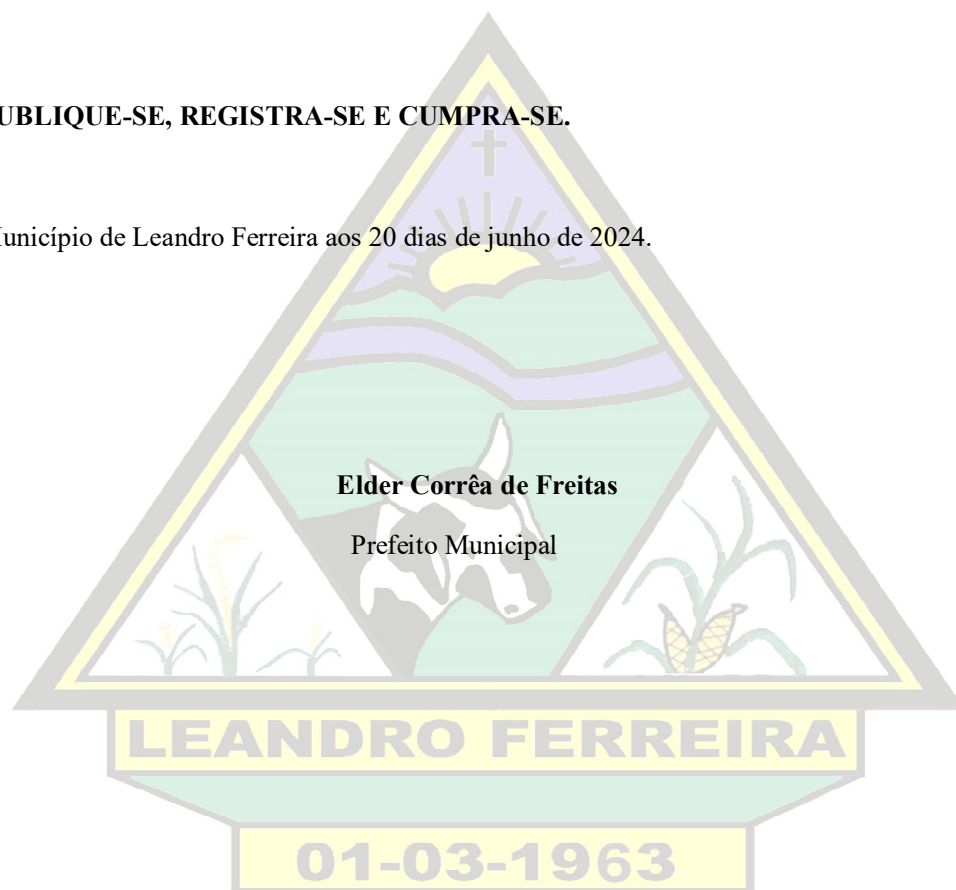 UBLIQUE-SE, REGISTRA-SE E CUMPRA-SE.
unicípio de Leandro Ferreira aos 20 dias de junho de 2024.
Elder Corrêa de Freitas
Prefeito Municipal
LEANDRO FERREIRA
01-03-1963